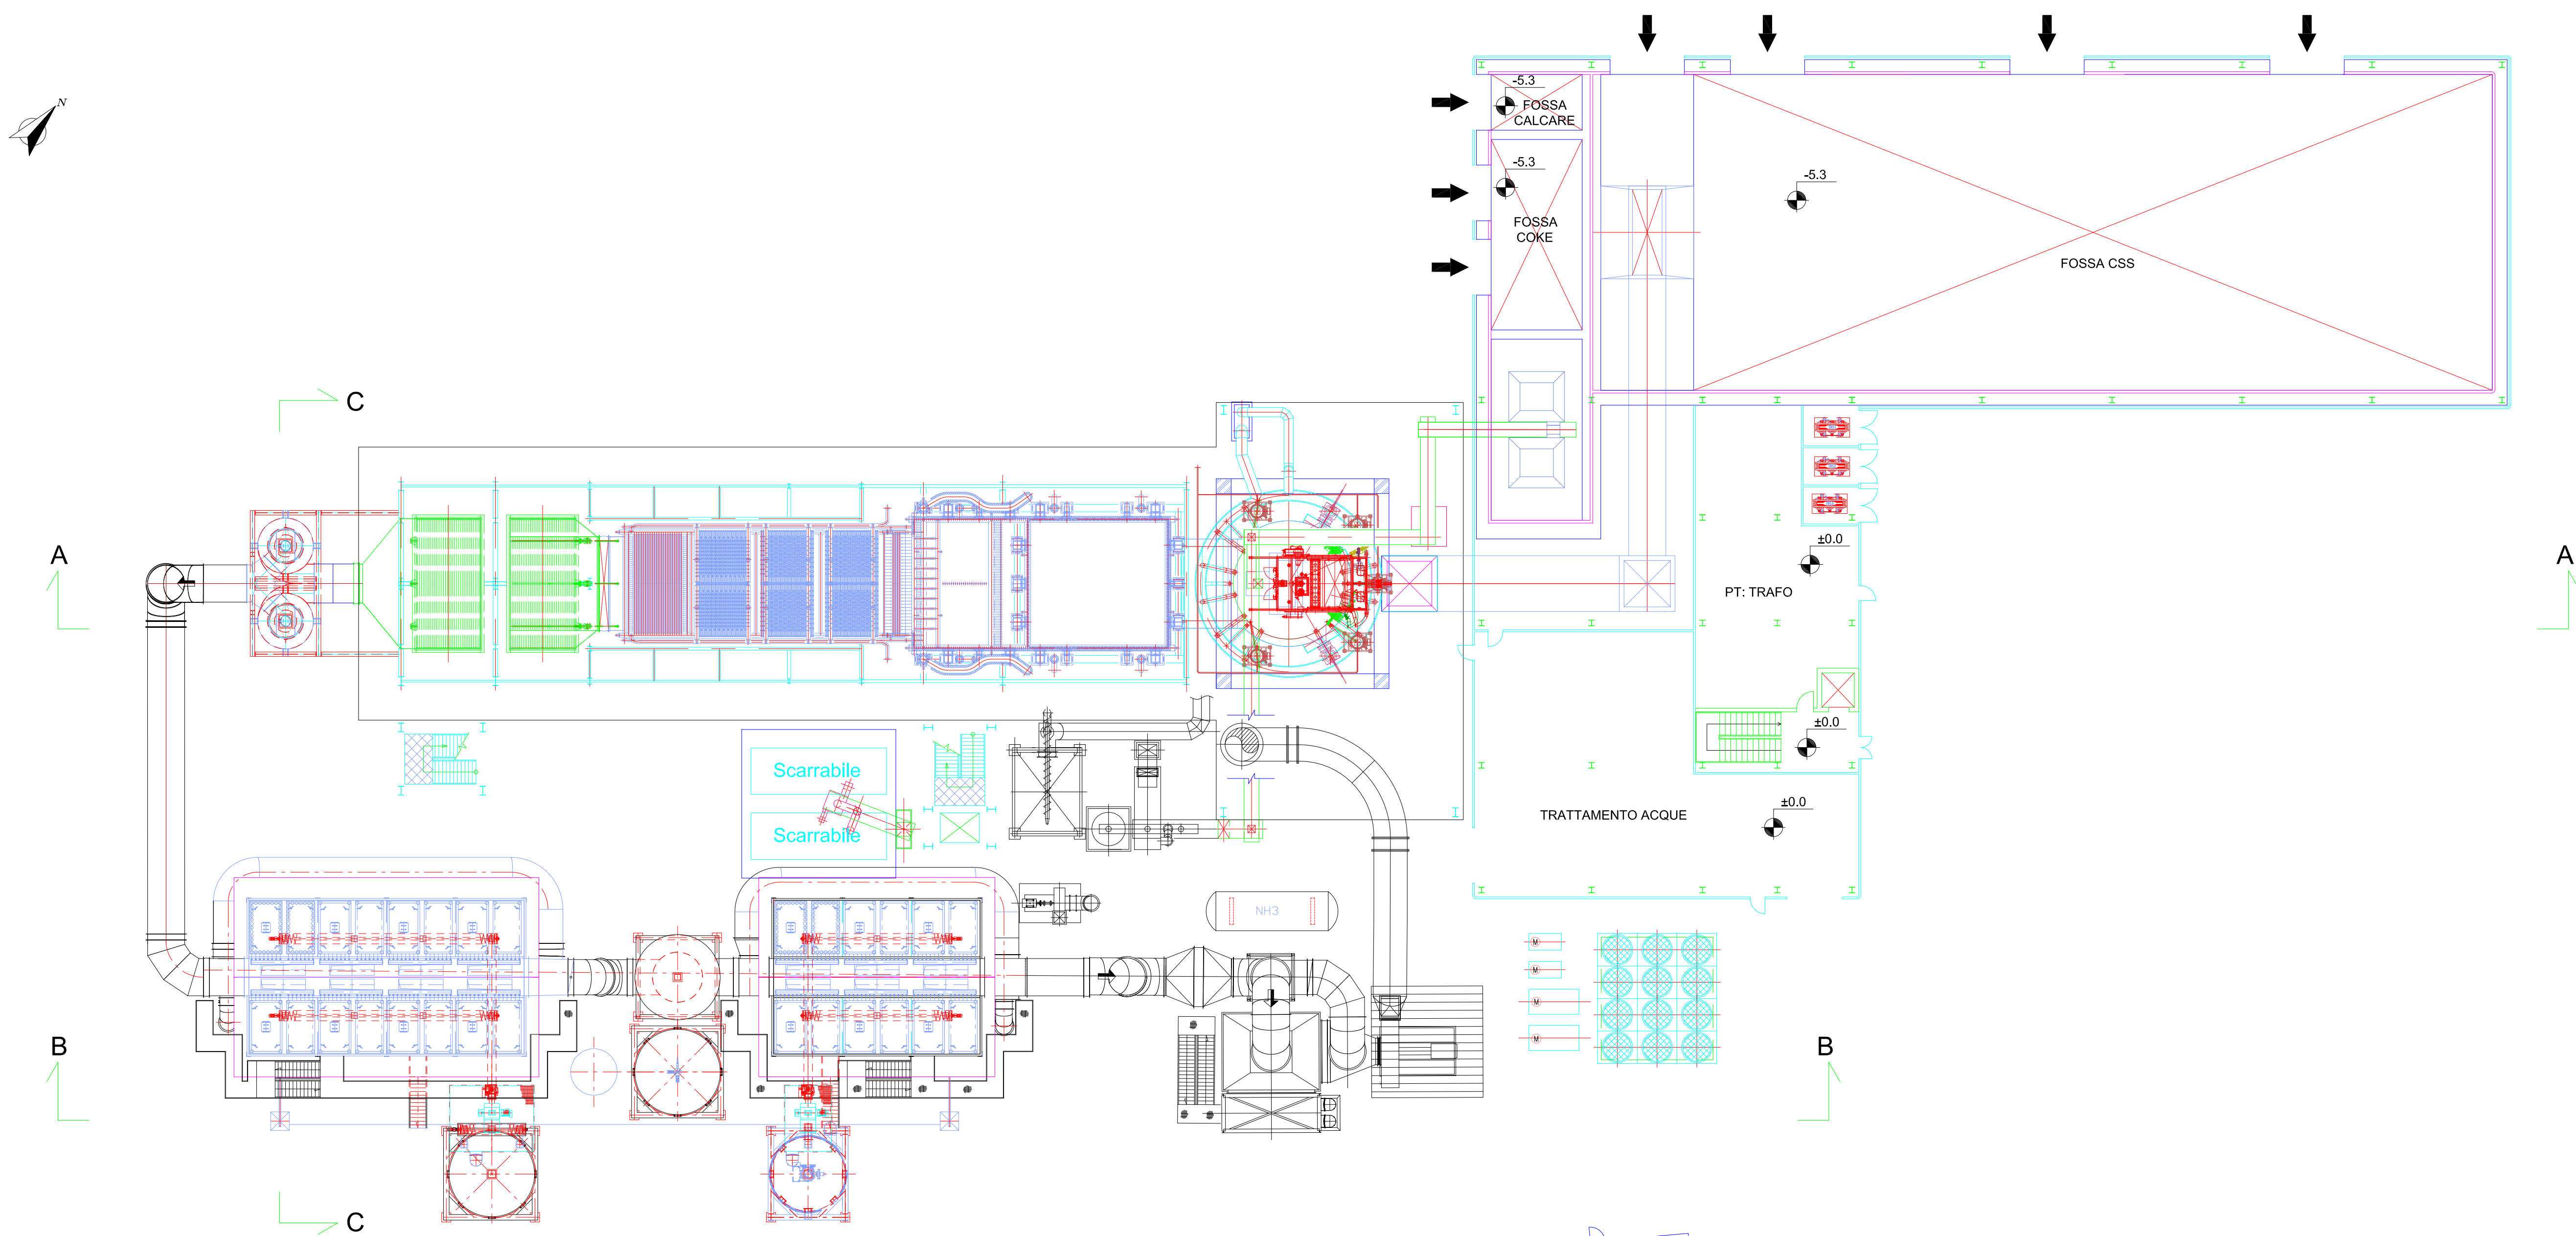 N
-5.3
FOSSA
CALCARE
-5.3
FOSSA
COKE
-5.3
FOSSA CSS
C
A
A
±0.0
PT: TRAFO
±0.0
Scarrabile
Scarrabile
±0.0
TRATTAMENTO ACQUE
NH3
M
M
M
M
B
B
C